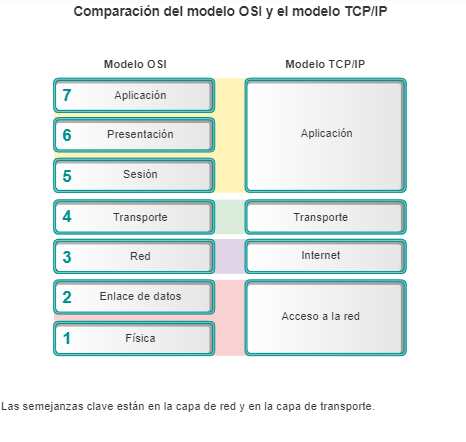 Comparación del modelo OSI y el modelo TCP/IP
Modelo OSI
Modelo TCP/IP
7 Aplicación
6 Presentación
5 Sesión
Aplicación
4 Transporte
Transporte
3 Red
Internet
2 Enlace de datos
1 Física
Acceso a la red
Las semejanzas clave están en la capa de red y en la capa de transporte.